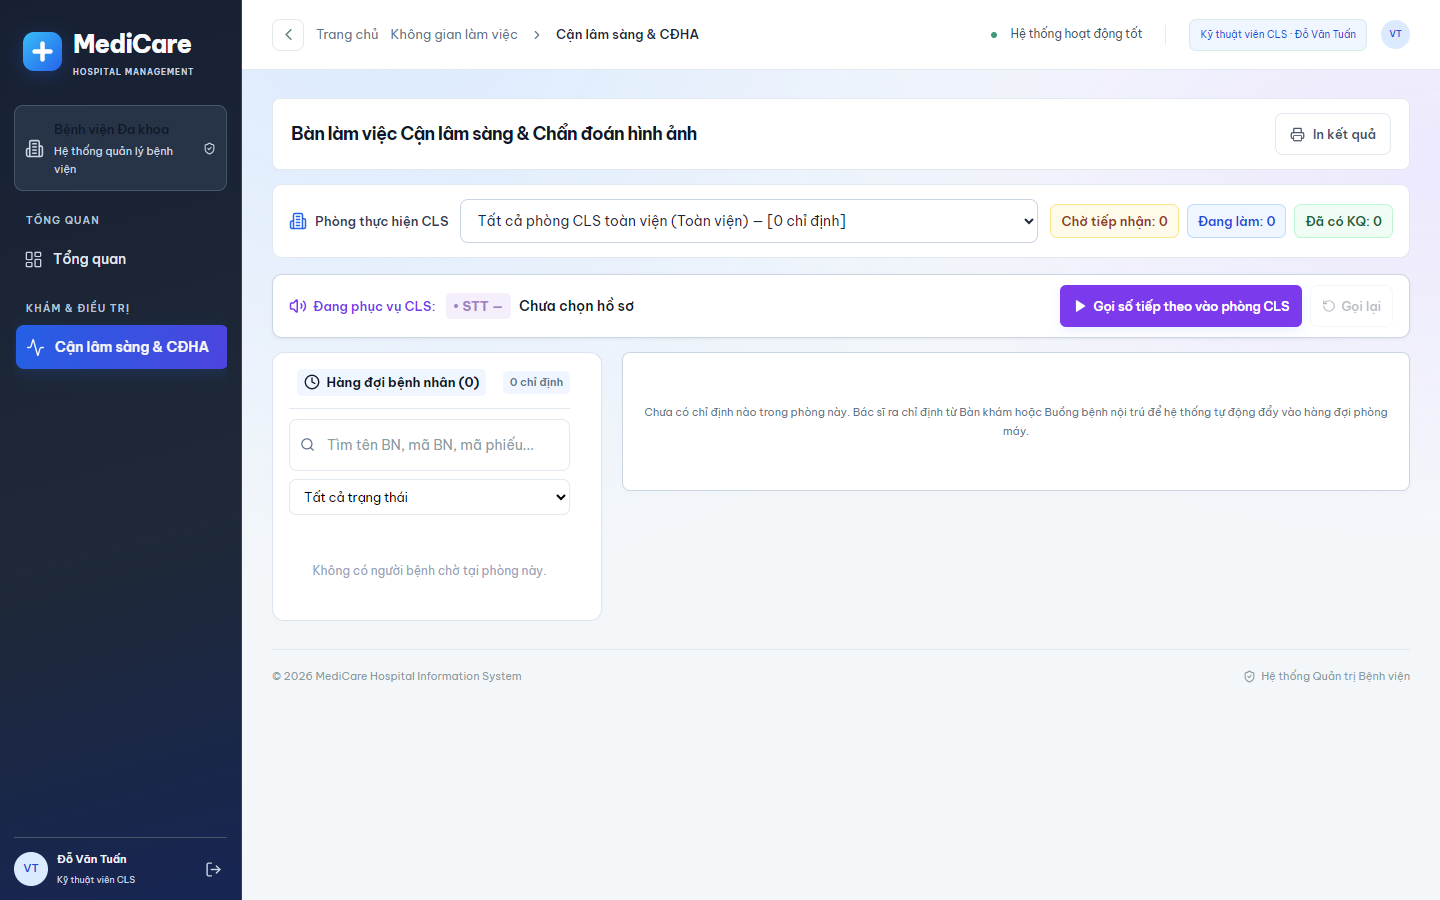 MediCare
HOSPITAL MANAGEMENT
Bệnh viện Đa khoa
Hệ thống quản lý bệnh
viện
TỔNG QUAN
Tổng quan
KHÁM & ĐIỀU TRỊ
Cận lâm sàng & CĐHA
VT
Đỗ Văn Tuấn
Kỹ thuật viên CLS
Trang chủ Không gian làm việc Cận lâm sàng & CĐHA
Hệ thống hoạt động tốt
Kỹ thuật viên CLS · Đỗ Văn Tuấn
VT
Bàn làm việc Cận lâm sàng & Chẩn đoán hình ảnh
In kết quả
Phòng thực hiện CLS
Tất cả phòng CLS toàn viện (Toàn viện) — [0 chỉ định]
Chờ tiếp nhận: 0
Đang làm: 0
Đã có KQ: 0
Đang phục vụ CLS:
• STT —
Chưa chọn hồ sơ
Gọi số tiếp theo vào phòng CLS
Gọi lại
Hàng đợi bệnh nhân (0)
0 chỉ định
Tìm tên BN, mã BN, mã phiếu...
Tất cả trạng thái
Không có người bệnh chờ tại phòng này.
Chưa có chỉ định nào trong phòng này. Bác sĩ ra chỉ định từ Bàn khám hoặc Buồng bệnh nội trú để hệ thống tự động đẩy vào hàng đợi phòng
máy.
© 2026 MediCare Hospital Information System
Hệ thống Quản trị Bệnh viện